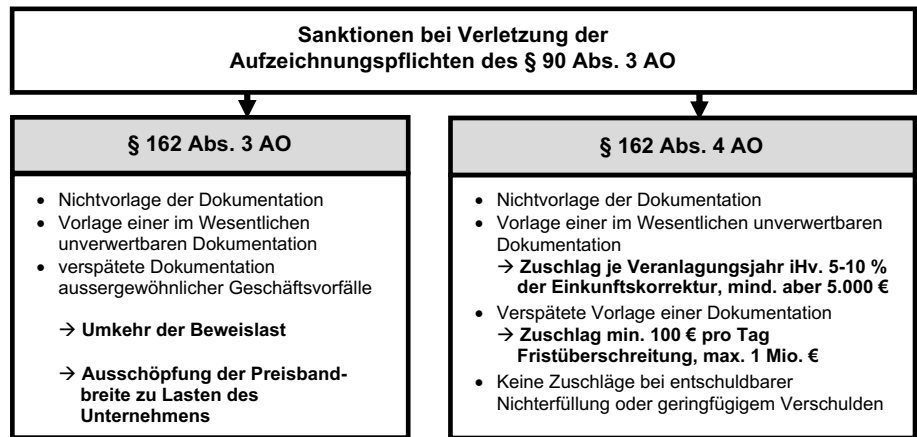 Sanktionen bei Verletzung der
Aufzeichnungspflichten des § 90 Abs. 3 AO
§ 162 Abs. 3 AO
• Nichtvorlage der Dokumentation
• Vorlage einer im Wesentlichen
unverwertbaren Dokumentation
• verspätete Dokumentation
aussergewöhnlicher Geschäftsvorfälle
→ Umkehr der Beweislast
→ Ausschöpfung der Preisband-
breite zu Lasten des
Unternehmens
§ 162 Abs. 4 AO
• Nichtvorlage der Dokumentation
• Vorlage einer im Wesentlichen unverwertbaren
Dokumentation
→ Zuschlag je Veranlagungsjahr iHv. 5-10 %
der Einkunftskorrektur, mind. aber 5.000 €
• Verspätete Vorlage einer Dokumentation
→ Zuschlag min. 100 € pro Tag
Fristüberschreitung, max. 1 Mio. €
• Keine Zuschläge bei entschuldbarer
Nichterfüllung oder geringfügigem Verschulden